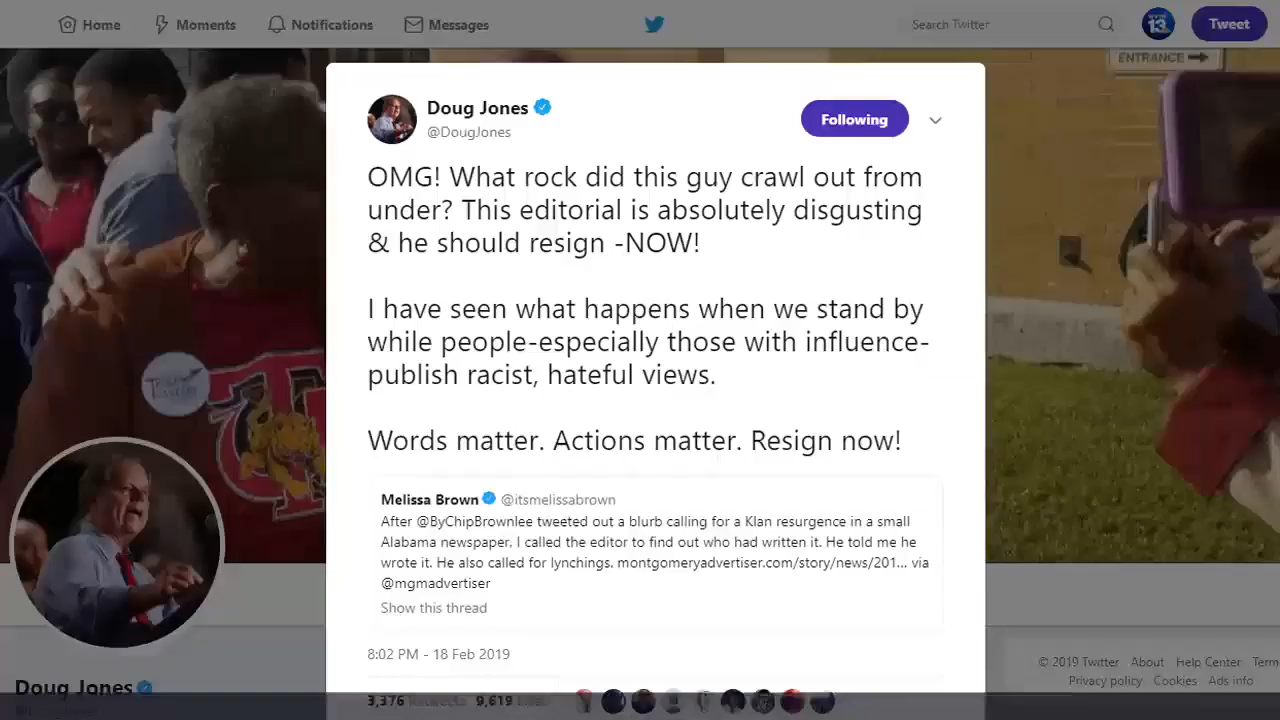 Home Moments Notifications Messages Search Twitter 13 Tweet
ENTRANCE
Doug Jones
@DougJones
Following
OMG! What rock did this guy crawl out from
under? This editorial is absolutely disgusting
& he should resign -NOW!
I have seen what happens when we stand by
while people-especially those with influence-
publish racist, hateful views.
Words matter. Actions matter. Resign now!
Melissa Brown @itsmelissabrown
After @ByChipBrownlee tweeted out a blurb calling for a Klan resurgence in a small
Alabama newspaper, I called the editor to find out who had written it. He told me he
wrote it. He also called for lynchings. montgomeryadvertiser.com/story/news/201... via
@mgmadvertiser
Show this thread
8:02 PM - 18 Feb 2019
3,376 Retweets 9,619 Likes
Doug Jones
© 2019 Twitter About Help Center Term
Privacy policy Cookies Ads info